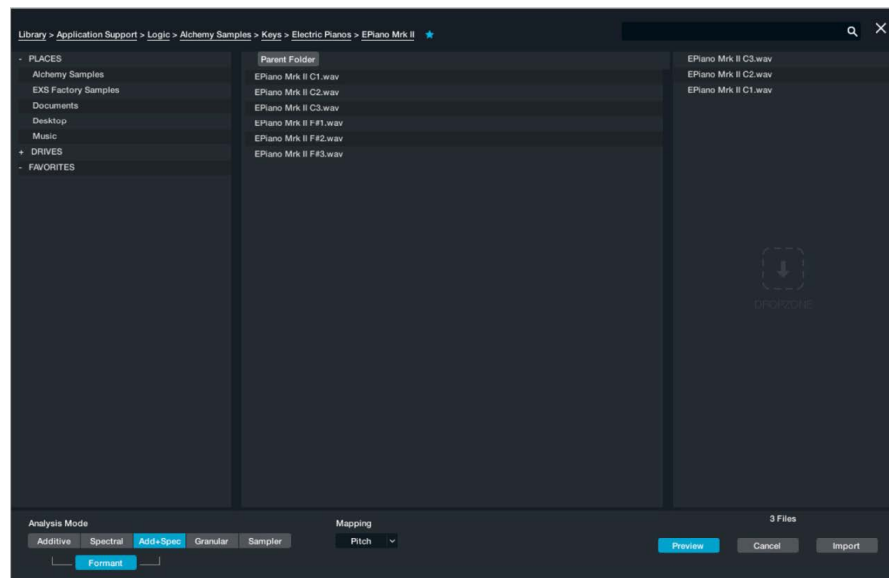 Library > Application Support > Logic > Alchemy Samples > Keys > Electric Pianos > EPiano Mrk II
- PLACES
Alchemy Samples
EXS Factory Samples
Documents
Desktop
Music
+ DRIVES
- FAVORITES
Parent Folder
EPiano Mrk II C1.wav
EPiano Mrk II C2.wav
EPiano Mrk II C3.wav
EPiano Mrk II F#1.wav
EPiano Mrk II F#2.wav
EPiano Mrk II F#3.wav
EPiano Mrk II C3.wav
EPiano Mrk II C2.wav
EPiano Mrk II C1.wav
DROPZONE
Analysis Mode
Additive Spectral Add+Spec Granular Sampler
Formant
Mapping
Pitch
3 Files
Preview Cancel Import